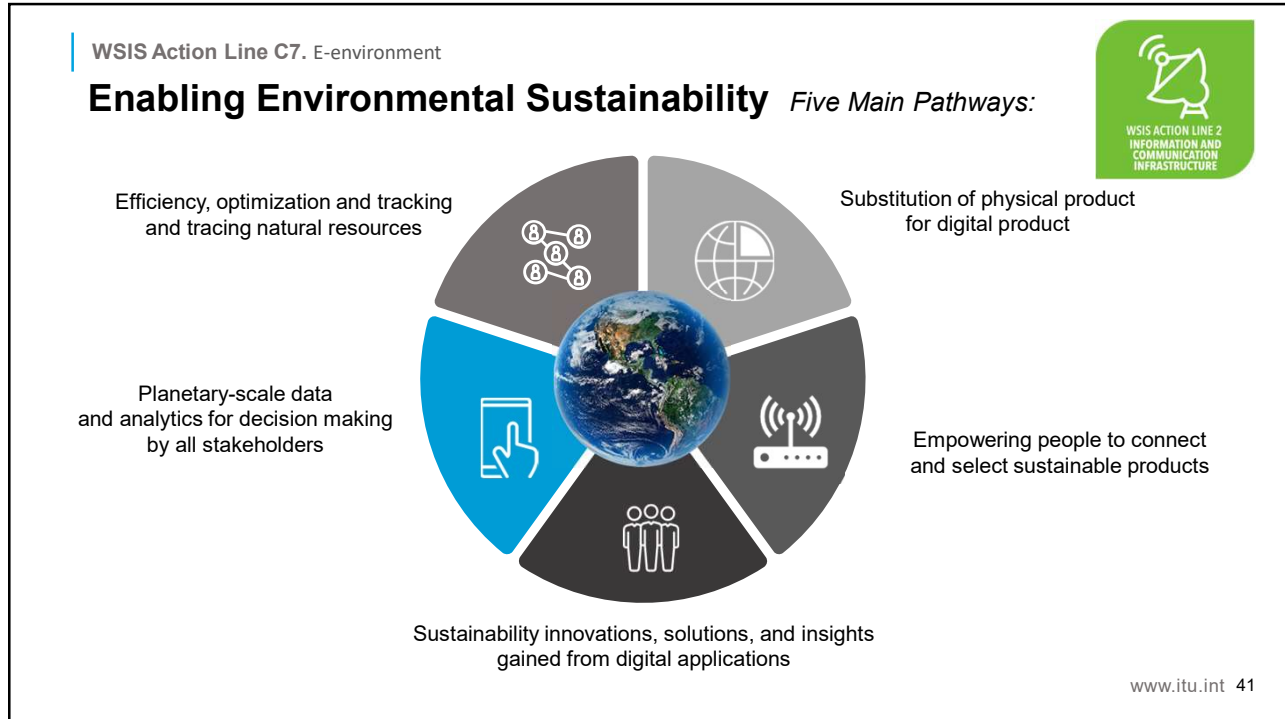 WSIS Action Line C7. E-environment
Enabling Environmental Sustainability Five Main Pathways:
WSIS ACTION LINE 2
INFORMATION AND
COMMUNICATION
INFRASTRUCTURE
Efficiency, optimization and tracking
and tracing natural resources
Substitution of physical product
for digital product
Planetary-scale data
and analytics for decision making
by all stakeholders
Empowering people to connect
and select sustainable products
Sustainability innovations, solutions, and insights
gained from digital applications
www.itu.int 41